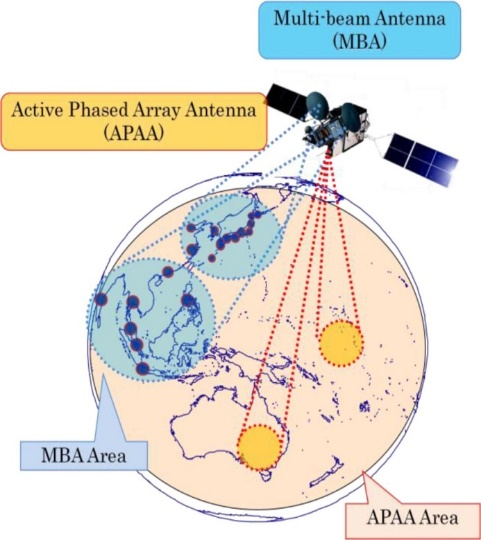 Multi-beam Antenna
(MBA)
Active Phased Array Antenna
(APAA)
MBA Area
APAA Area